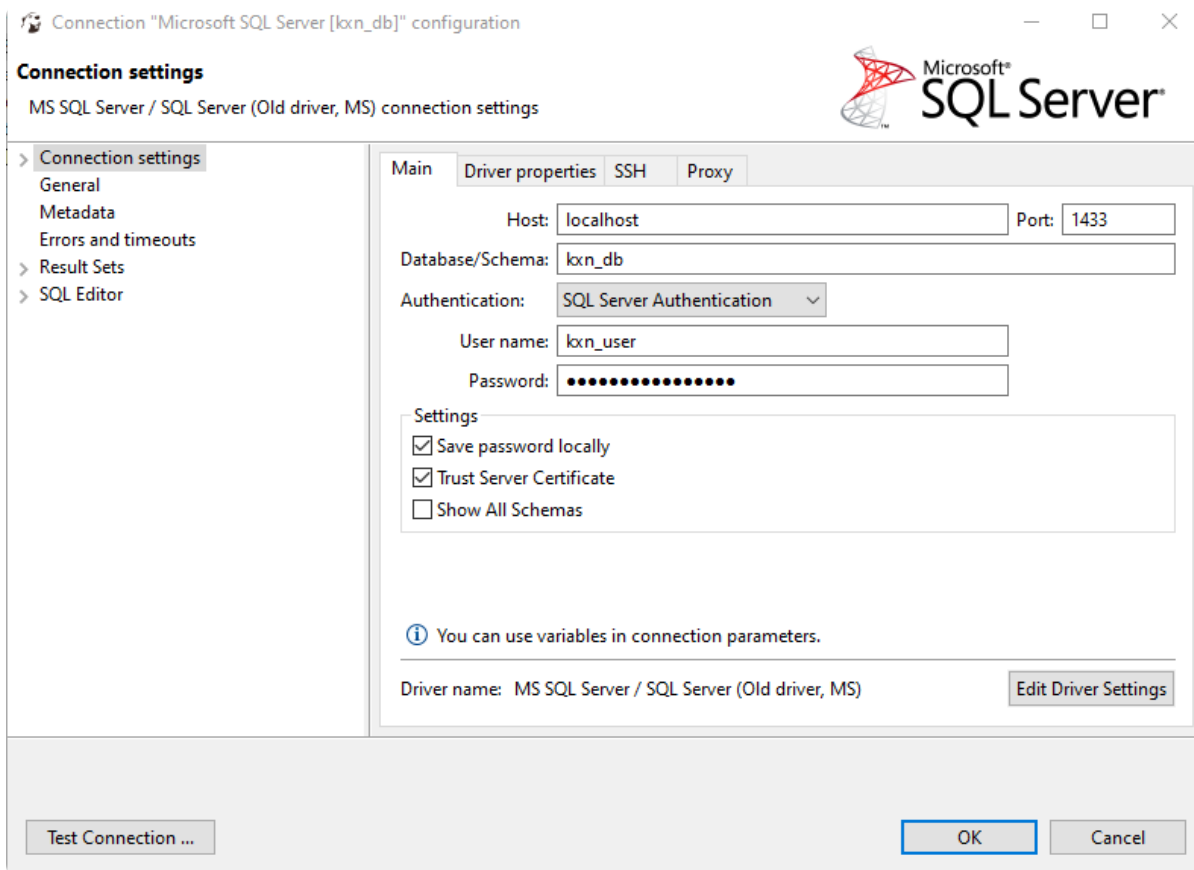 Connection "Microsoft SQL Server [kxn_db]" configuration
Connection settings
MS SQL Server / SQL Server (Old driver, MS) connection settings
Microsoft®
SQL Server®
Connection settings
General
Metadata
Errors and timeouts
Result Sets
SQL Editor
Main Driver properties SSH Proxy
Host: localhost Port: 1433
Database/Schema: kxn_db
Authentication: SQL Server Authentication
User name: kxn_user
Password: ••••••••••••••••
Settings
Save password locally
Trust Server Certificate
Show All Schemas
You can use variables in connection parameters.
Driver name: MS SQL Server / SQL Server (Old driver, MS) Edit Driver Settings
Test Connection ... OK Cancel